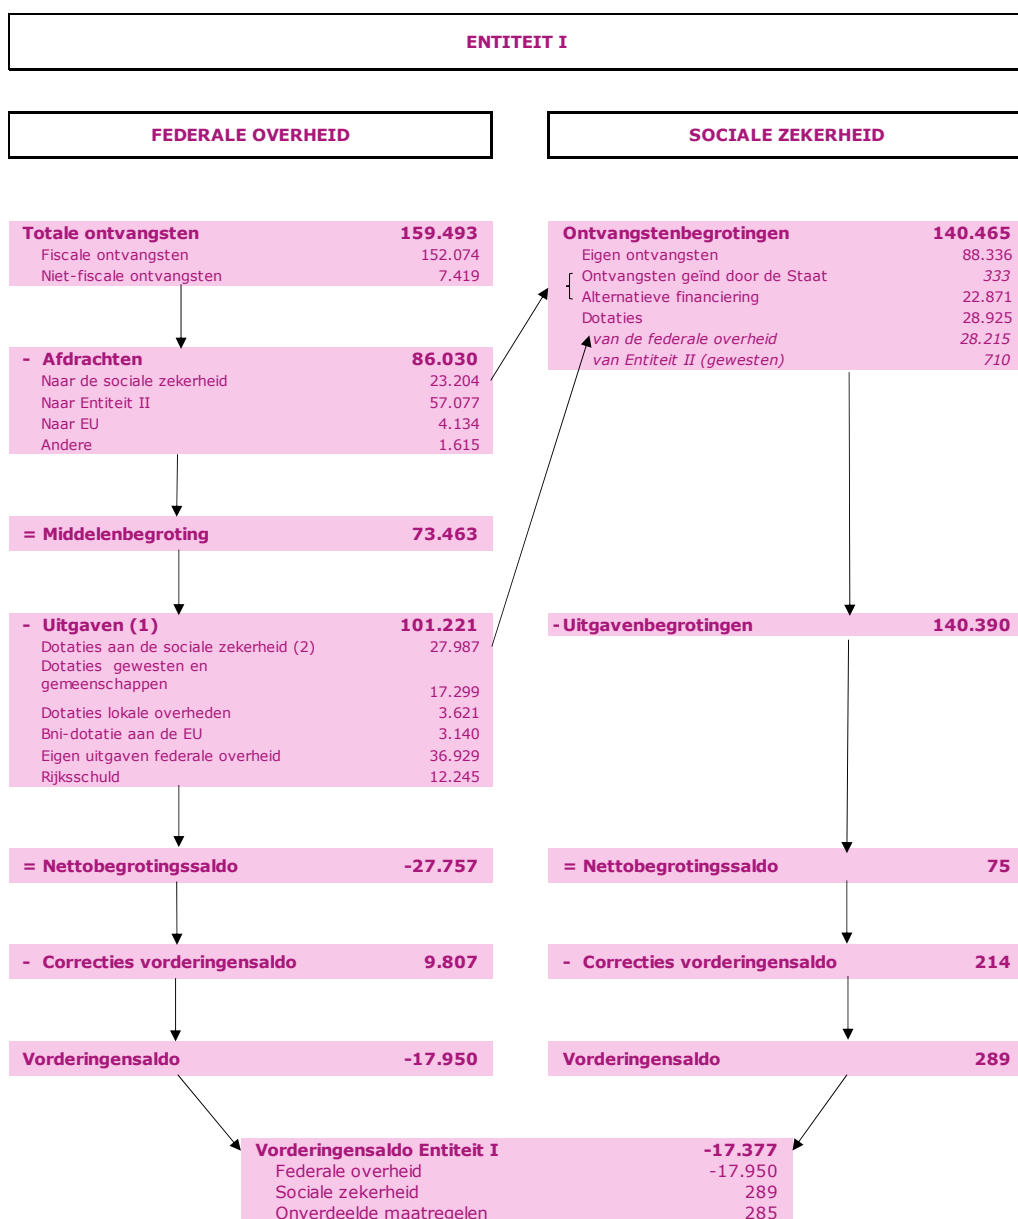 ENTITEIT I
FEDERALE OVERHEID
Totale ontvangsten 159.493
Fiscale ontvangsten 152.074
Niet-fiscale ontvangsten 7.419
- Afdrachten 86.030
Naar de sociale zekerheid 23.204
Naar Entiteit II 57.077
Naar EU 4.134
Andere 1.615
= Middelenbegroting 73.463
- Uitgaven (1) 101.221
Dotaties aan de sociale zekerheid (2) 27.987
Dotaties gewesten en
gemeenschappen 17.299
Dotaties lokale overheden 3.621
Bni-dotatie aan de EU 3.140
Eigen uitgaven federale overheid 36.929
Rijksschuld 12.245
= Nettobegrotingssaldo -27.757
- Correcties vorderingensaldo 9.807
Vorderingensaldo -17.950
SOCIALE ZEKERHEID
Ontvangstenbegrotingen 140.465
Eigen ontvangsten 88.336
Ontvangsten geïnd door de Staat 333
Alternatieve financiering 22.871
Dotaties 28.925
van de federale overheid 28.215
van Entiteit II (gewesten) 710
- Uitgavenbegrotingen 140.390
= Nettobegrotingssaldo 75
- Correcties vorderingensaldo 214
Vorderingensaldo 289
Vorderingensaldo Entiteit I -17.377
Federale overheid -17.950
Sociale zekerheid 289
Onverdeelde maatregelen 285